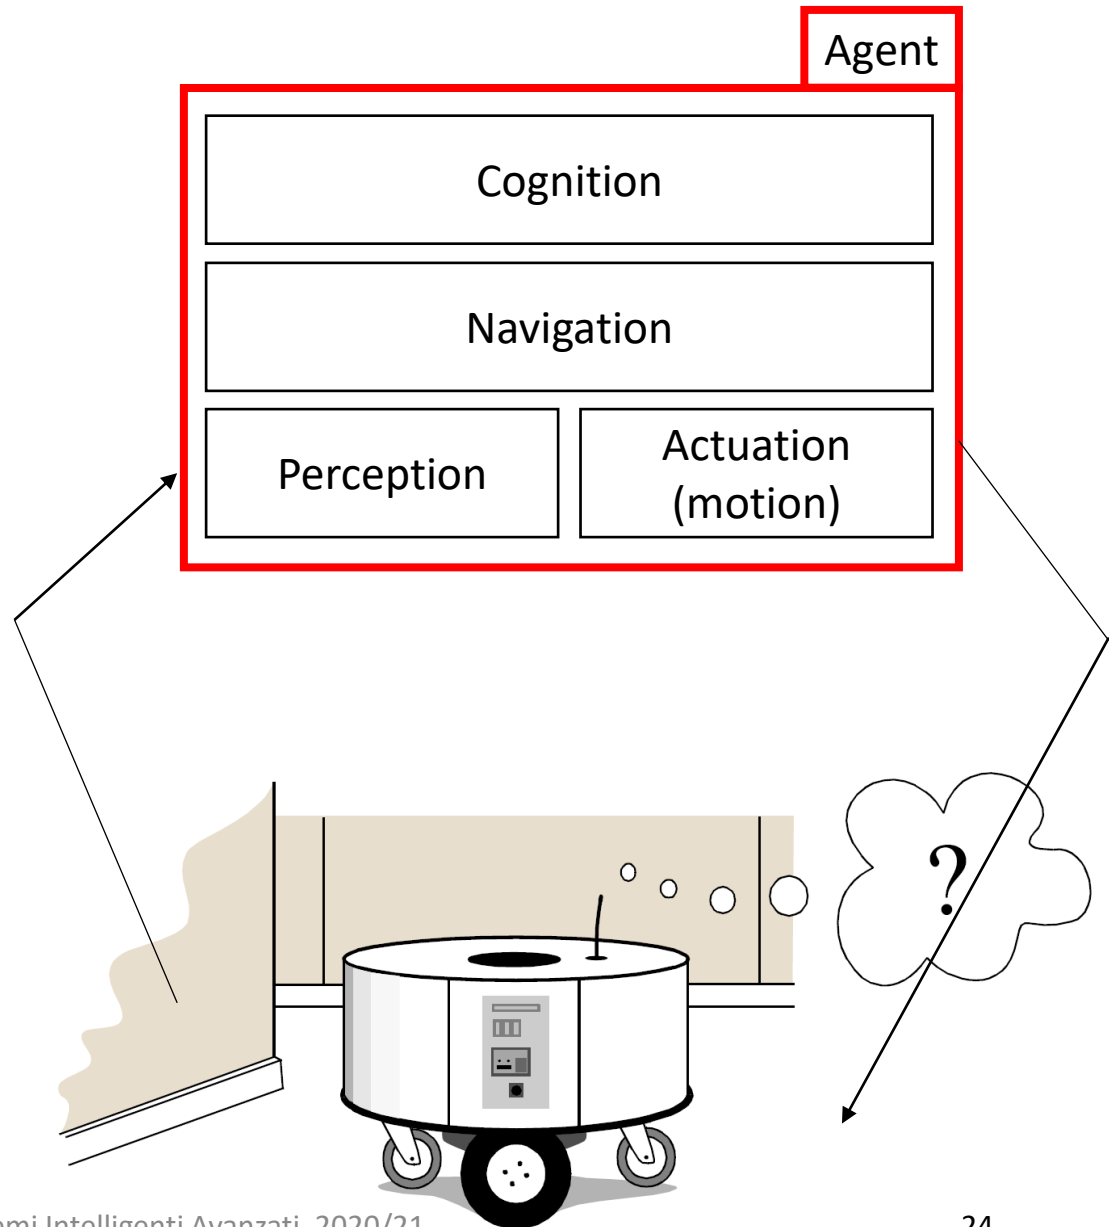 Agent
Cognition
Navigation
Perception
Actuation
(motion)
?
Intelligenti Avanzati, 2020/21
24